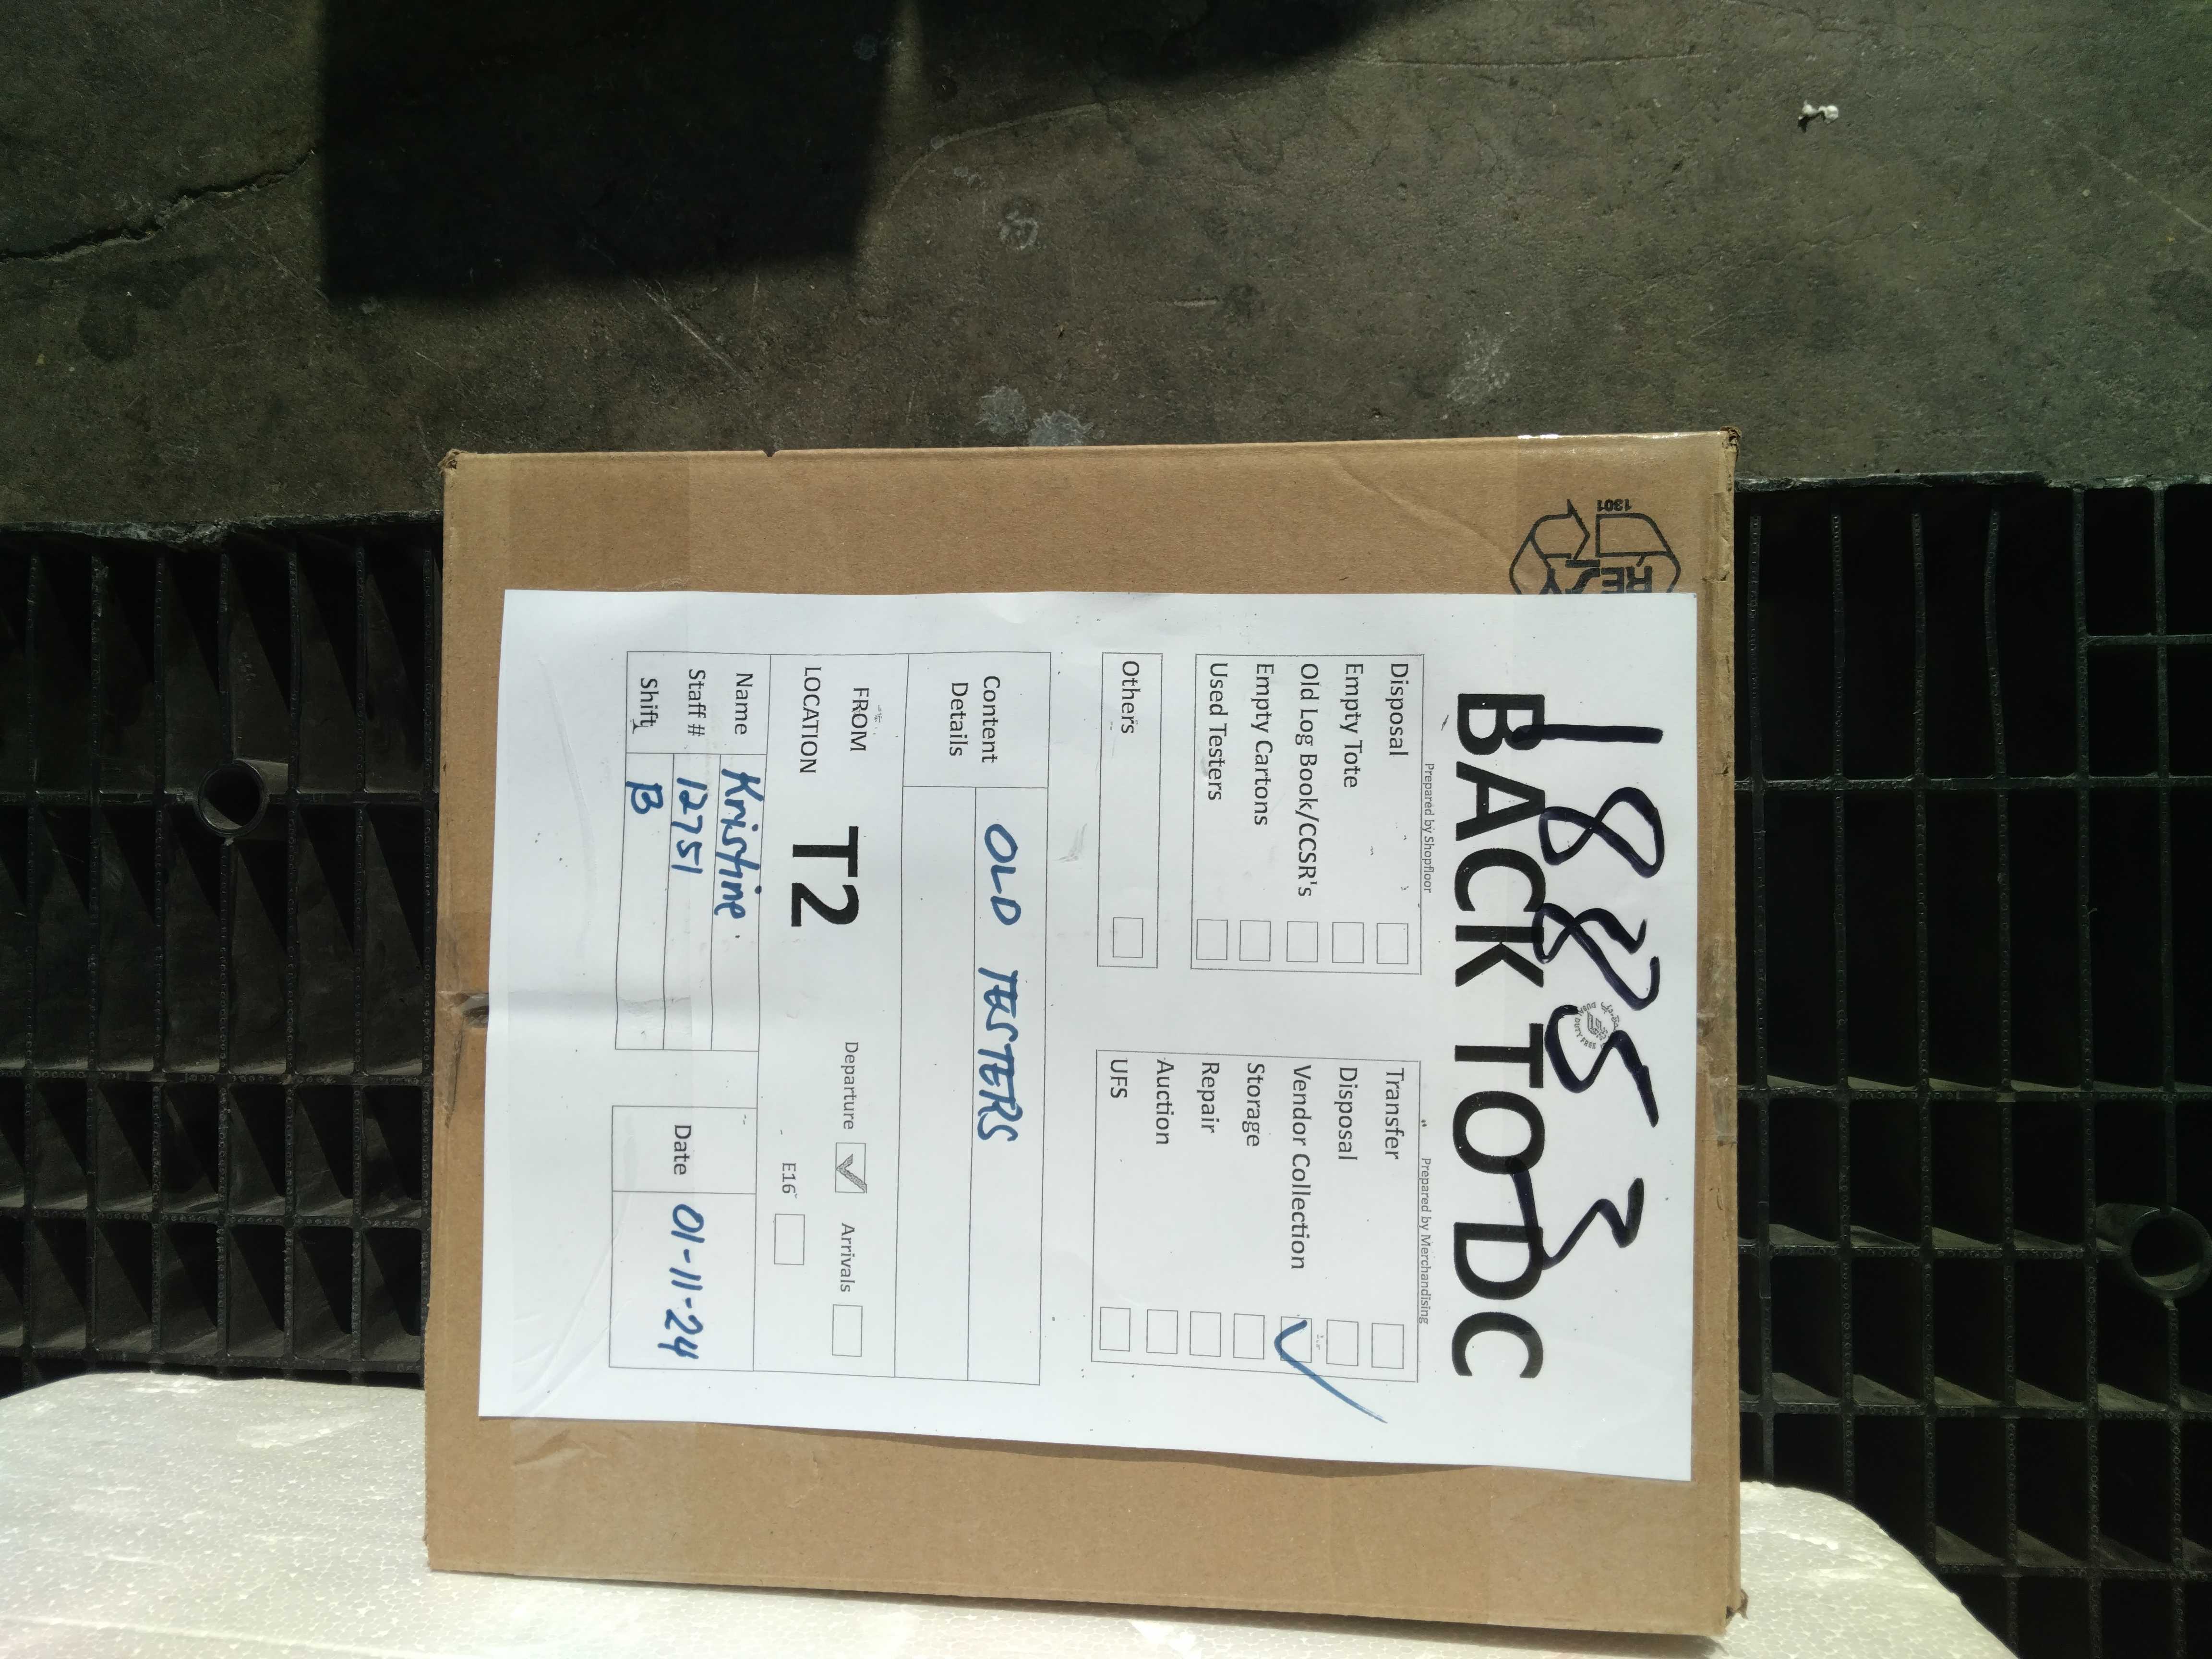 18853
BACK TO DC
Prepared by Shopfloor
Disposal
Empty Tote
Old Log Book/CCSR's
Empty Cartons
Used Testers
Others
Prepared by Merchandising
Transfer
Disposal
Vendor Collection
Storage
Repair
Auction
UFS
Content Details
OLD TESTERS
FROM LOCATION
T2
Departure
Arrivals
E16
Name Kristine.
Staff # 12751
Shift B
Date 01-11-24
RESY
1301